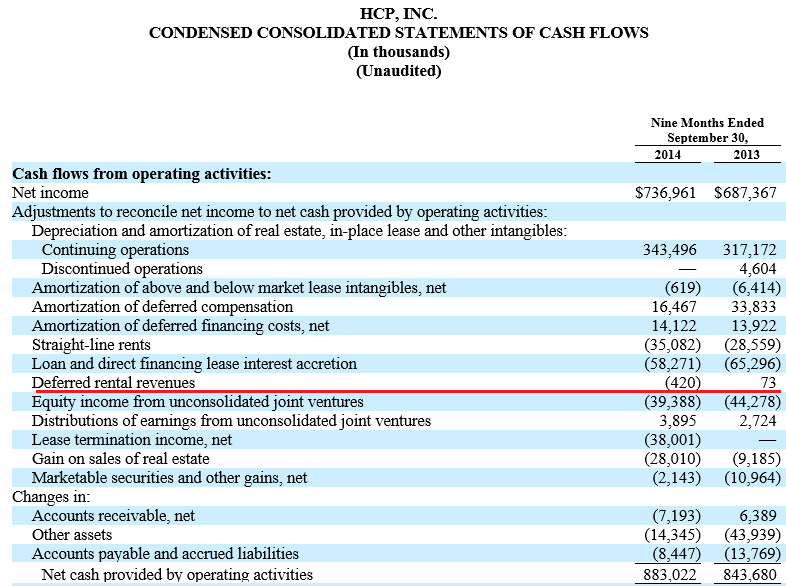 HCP, INC.
CONDENSED CONSOLIDATED STATEMENTS OF CASH FLOWS
(In thousands)
(Unaudited)
Nine Months Ended
September 30,
2014 2013
Cash flows from operating activities:
Net income $736,961 $687,367
Adjustments to reconcile net income to net cash provided by operating activities:
Depreciation and amortization of real estate, in-place lease and other intangibles:
Continuing operations 343,496 317,172
Discontinued operations — 4,604
Amortization of above and below market lease intangibles, net (619) (6,414)
Amortization of deferred compensation 16,467 33,833
Amortization of deferred financing costs, net 14,122 13,922
Straight-line rents (35,082) (28,559)
Loan and direct financing lease interest accretion (58,271) (65,296)
Deferred rental revenues (420) 73
Equity income from unconsolidated joint ventures (39,388) (44,278)
Distributions of earnings from unconsolidated joint ventures 3,895 2,724
Lease termination income, net (38,001) —
Gain on sales of real estate (28,010) (9,185)
Marketable securities and other gains, net (2,143) (10,964)
Changes in:
Accounts receivable, net (7,193) 6,389
Other assets (14,345) (43,939)
Accounts payable and accrued liabilities (8,447) (13,769)
Net cash provided by operating activities 883,022 843,680